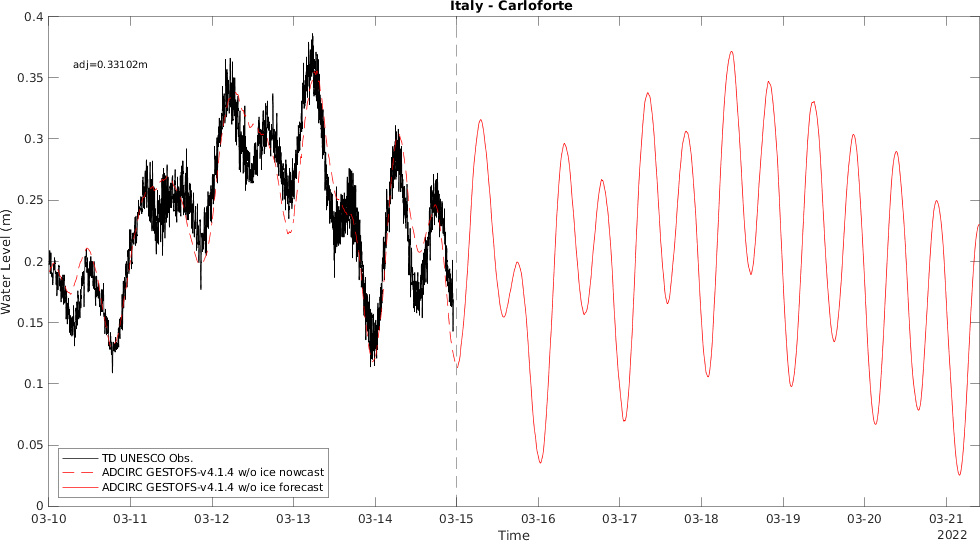 Italy - Carloforte
0.4
0.35
0.3
0.25
0.2
0.15
0.1
0.05
0
Water Level (m)
adj=0.33102m
TD UNESCO Obs.
ADCIRC GESTOFS-v4.1.4 w/o ice nowcast
ADCIRC GESTOFS-v4.1.4 w/o ice forecast
03-10 03-11 03-12 03-13 03-14 03-15 03-16 03-17 03-18 03-19 03-20 03-21
Time
2022